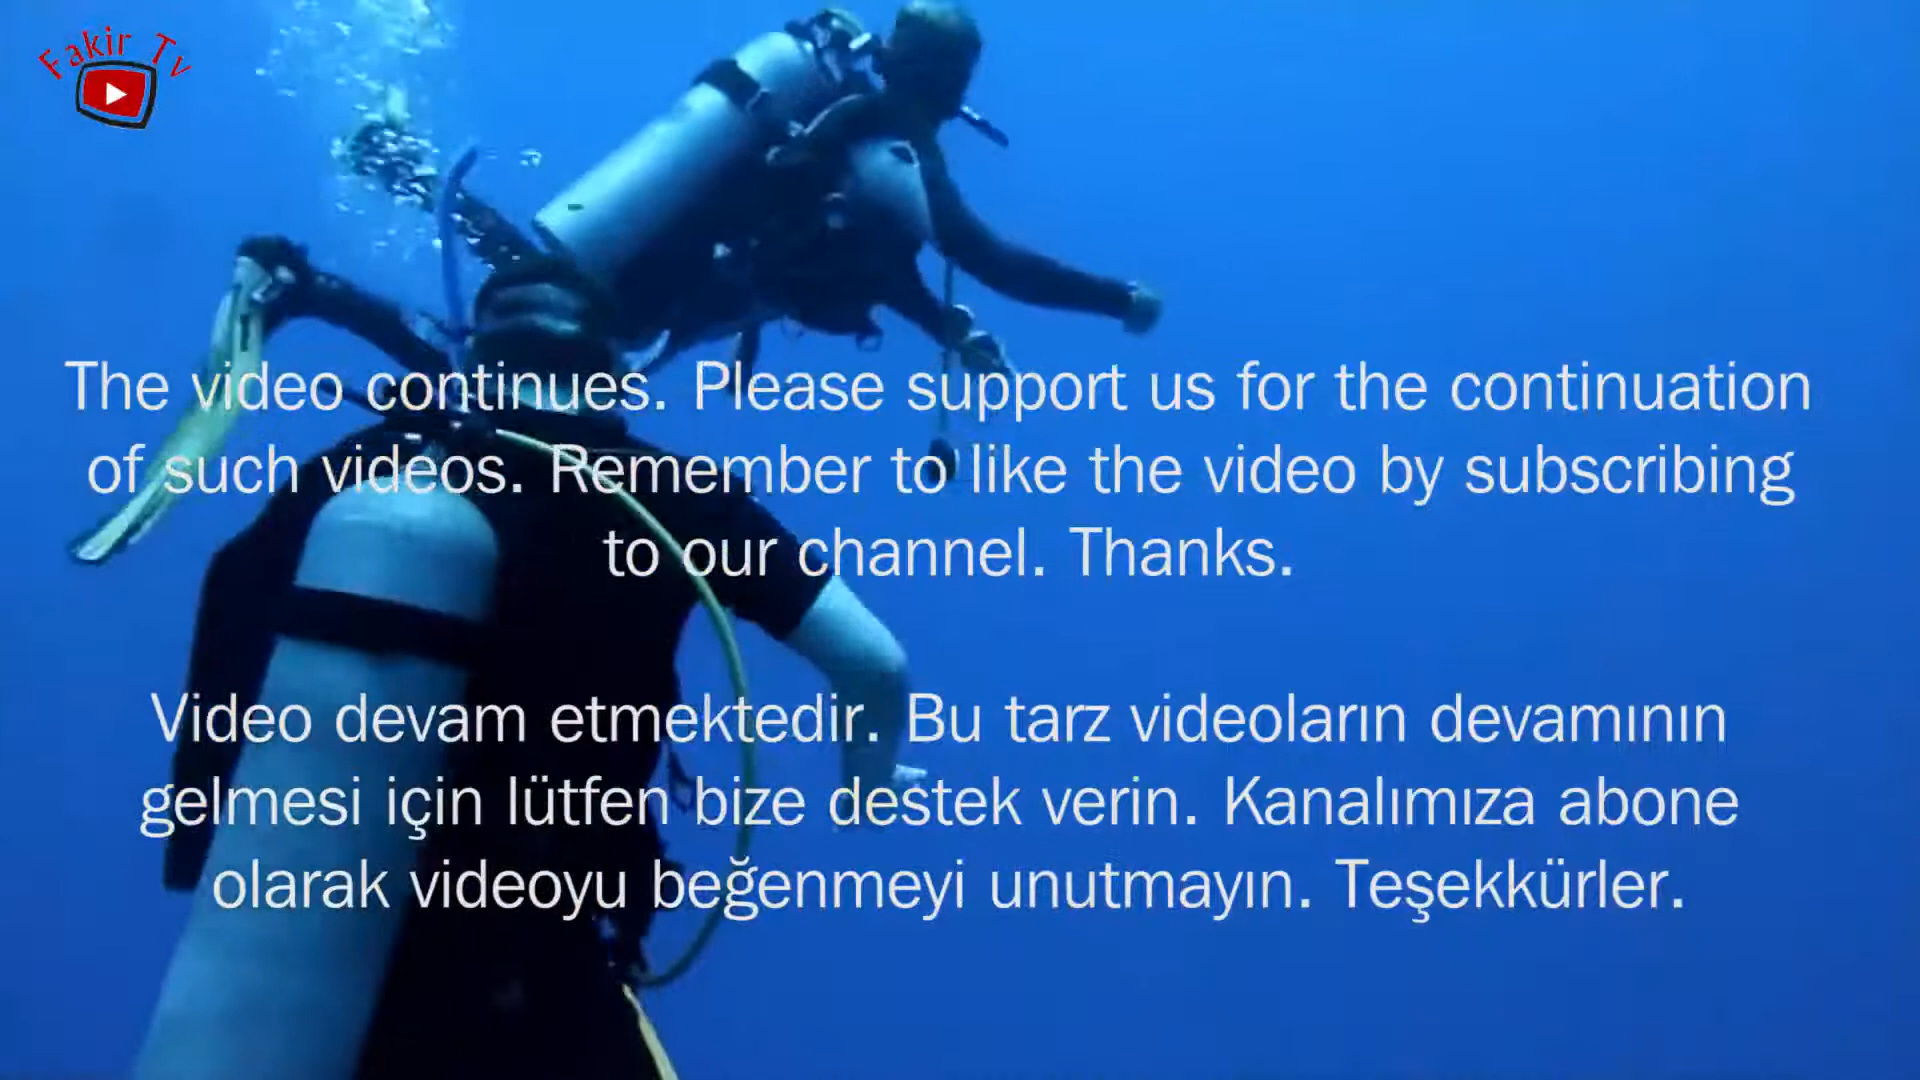 Fakir Tv
The video continues. Please support us for the continuation
of such videos. Remember to like the video by subscribing
to our channel. Thanks.
Video devam etmektedir. Bu tarz videoların devamının
gelmesi için lütfen bize destek verin. Kanalımıza abone
olarak videoyu beğenmeyi unutmayın. Teşekkürler.